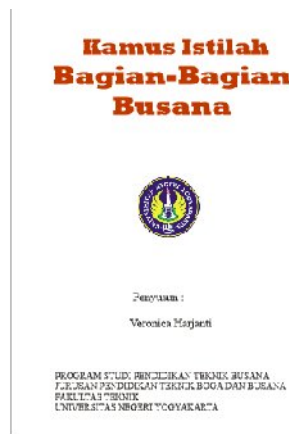 Kamus Istilah
Bagian-Bagian
Busana
Penyusun :
Veronica Harjanti
PROGRAM STUDI PENDIDIKAN TEKNIK BUSANA
JURUSAN PENDIDIKAN TEKNIK BOGA DAN BUSANA
FAKULTAS TEKNIK
UNIVERSITAS NEGERI YOGYAKARTA